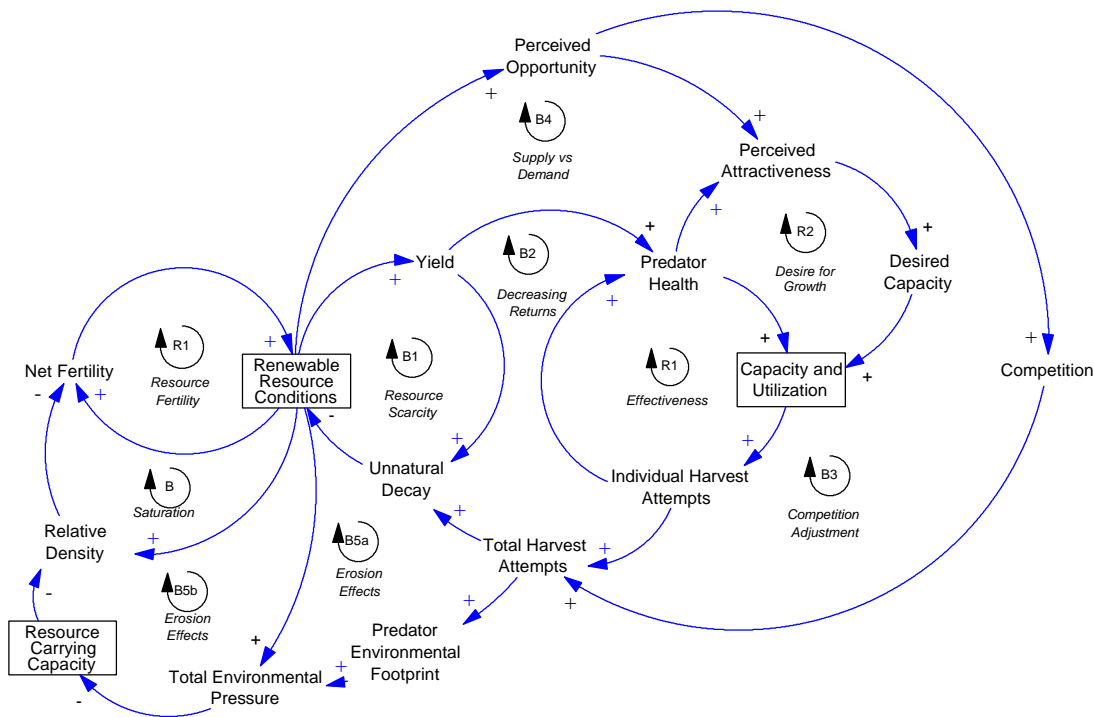 Perceived
Opportunity
+
+
B4
Supply vs
Demand
Perceived
Attractiveness
+
+
+
Yield
+
B2
Decreasing
Returns
Predator
Health
+
R2
Desire for
Growth
Desired
Capacity
R1
Resource
Fertility
Net Fertility
-
+
+
Renewable
Resource
Conditions
-
B1
Resource
Scarcity
R1
Effectiveness
+
Capacity and
Utilization
+
+
Competition
+
Unnatural
Decay
+
+
Individual Harvest
Attempts
B3
Competition
Adjustment
B
Saturation
Relative
Density
+
-
B5a
Erosion
Effects
B5b
Erosion
Effects
Total Harvest
Attempts
+
+
+
Resource
Carrying
Capacity
-
+
Total Environmental
Pressure
+
Predator
Environmental
Footprint